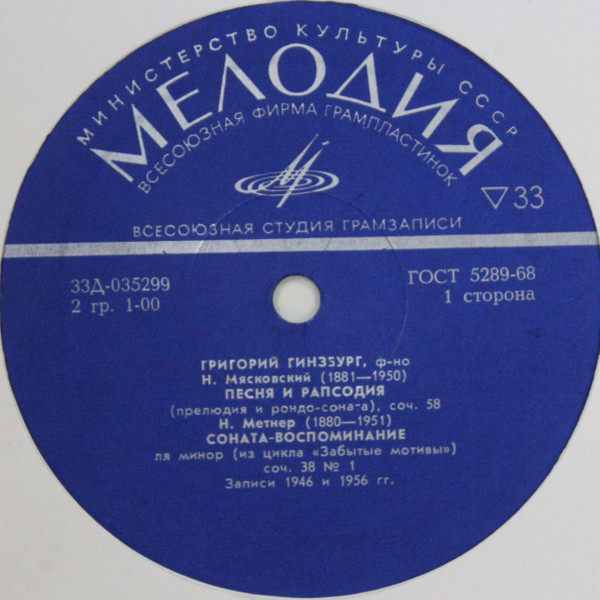 МИНИСТЕРСТВО КУЛЬТУРЫ СССР
МЕЛОДИЯ
ВСЕСОЮЗНАЯ ФИРМА ГРАМПЛАСТИНОК
▽33
ВСЕСОЮЗНАЯ СТУДИЯ ГРАМЗАПИСИ
33Д-035299
2 гр. 1-00
ГОСТ 5289-68
1 сторона
ГРИГОРИЙ ГИНЗБУРГ, ф-но
Н. Мясковский (1881—1950)
ПЕСНЯ И РАПСОДИЯ
(прелюдия и рондо-соната), соч. 58
Н. Метнер (1880—1951)
СОНАТА-ВОСПОМИНАНИЕ
ля минор (из цикла «Забытые мотивы»)
соч. 38 № 1
Записи 1946 и 1956 гг.